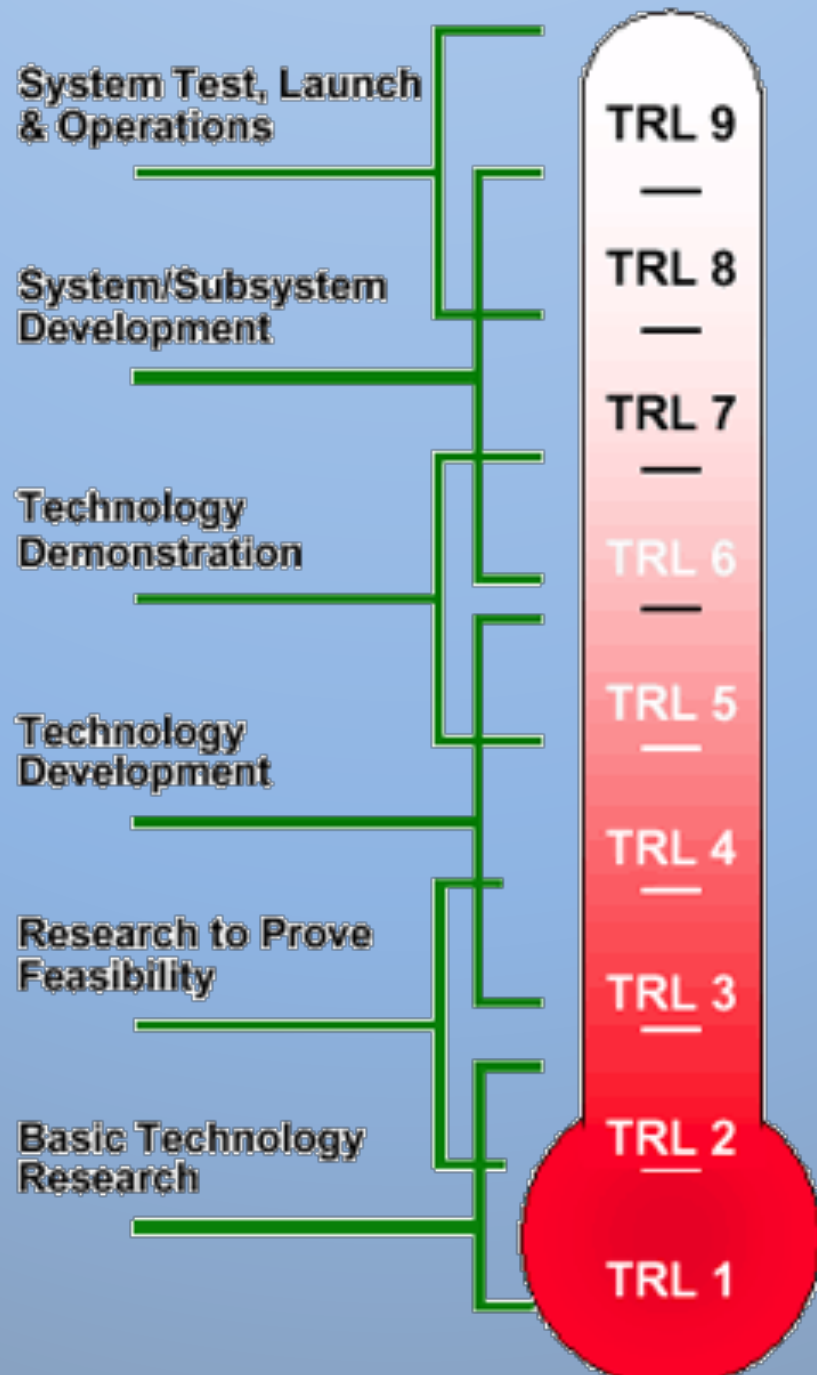 System Test, Launch
& Operations
System/Subsystem
Development
Technology
Demonstration
Technology
Development
Research to Prove
Feasibility
Basic Technology
Research
TRL 9
TRL 8
TRL 7
TRL 6
TRL 5
TRL 4
TRL 3
TRL 2
TRL 1